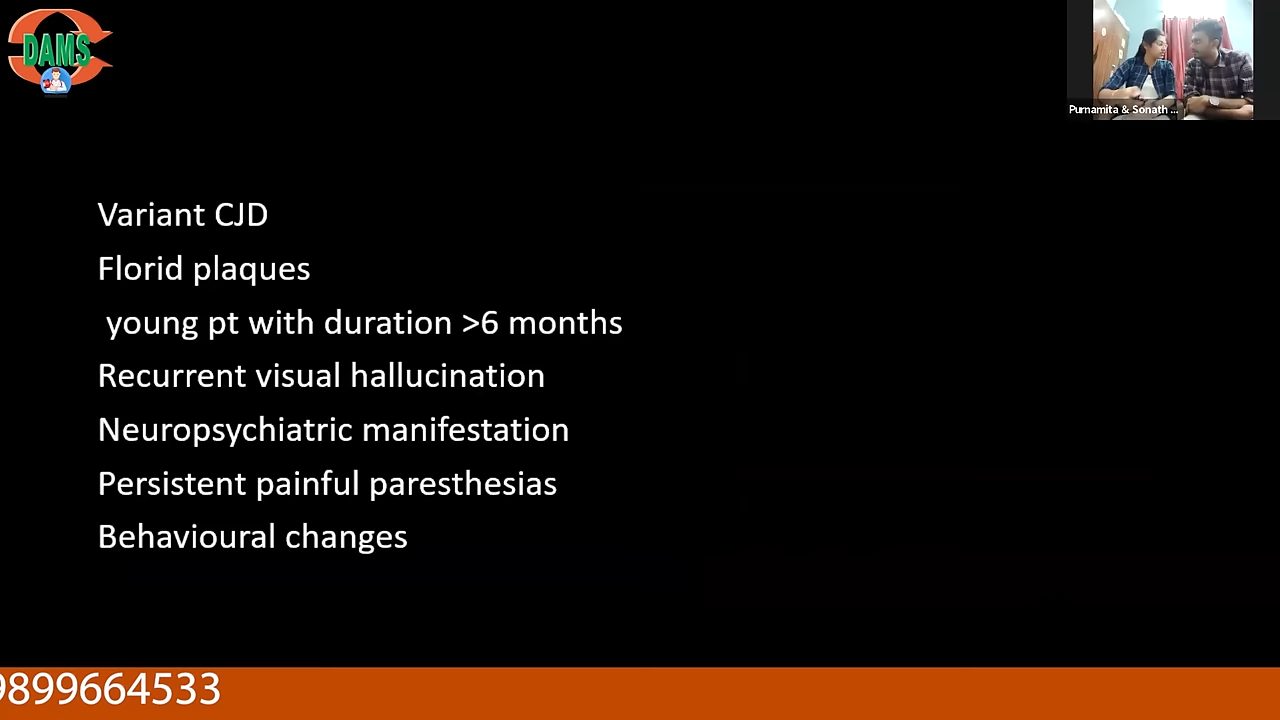 DAMS
Purnamita & Sonath ...
Variant CJD
Florid plaques
young pt with duration >6 months
Recurrent visual hallucination
Neuropsychiatric manifestation
Persistent painful paresthesias
Behavioural changes
9899664533